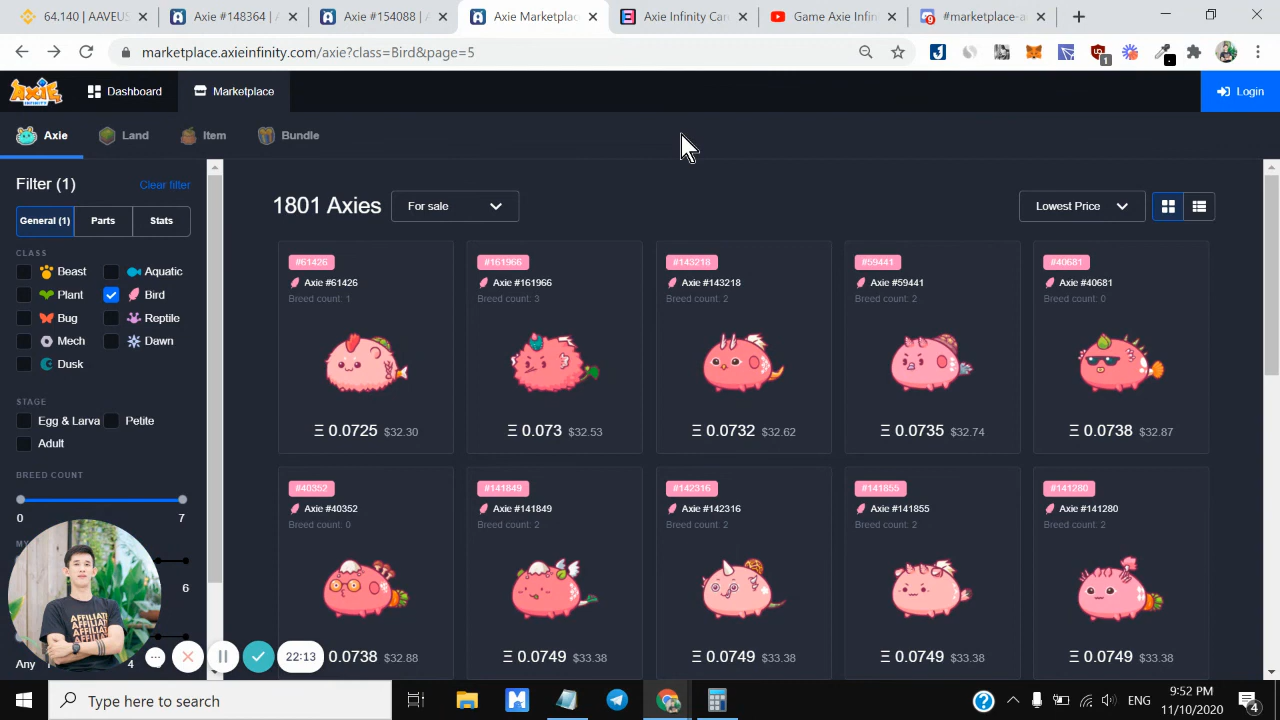 64.140 | AAVEUS
Axie #148364 |
Axie #154088 |
Axie Marketpla
Axie Infinity Car
Game Axie Infin
#marketplace-a
marketplace.axieinfinity.com/axie?class=Bird&page=5
1
AXIE
INFINITY
Dashboard
Marketplace
Login
Axie
Land
Item
Bundle
Filter (1)
Clear filter
General (1)
Parts
Stats
CLASS
Beast
Aquatic
Plant
Bird
Bug
Reptile
Mech
Dawn
Dusk
STAGE
Egg & Larva
Petite
Adult
BREED COUNT
0
7
MY
6
Any
4
1801 Axies
For sale
Lowest Price
#61426
Axie #61426
Breed count: 1
Ξ 0.0725 $32.30
#161966
Axie #161966
Breed count: 3
Ξ 0.073 $32.53
#143218
Axie #143218
Breed count: 2
Ξ 0.0732 $32.62
#59441
Axie #59441
Breed count: 2
Ξ 0.0735 $32.74
#40681
Axie #40681
Breed count: 0
Ξ 0.0738 $32.87
#40352
Axie #40352
Breed count: 0
0.0738 $32.88
#141849
Axie #141849
Breed count: 2
Ξ 0.0749 $33.38
#142316
Axie #142316
Breed count: 2
Ξ 0.0749 $33.38
#141855
Axie #141855
Breed count: 2
Ξ 0.0749 $33.38
#141280
Axie #141280
Breed count: 2
Ξ 0.0749 $33.38
AFFILIATE
22:13
Type here to search
ENG
9:52 PM
11/10/2020
4